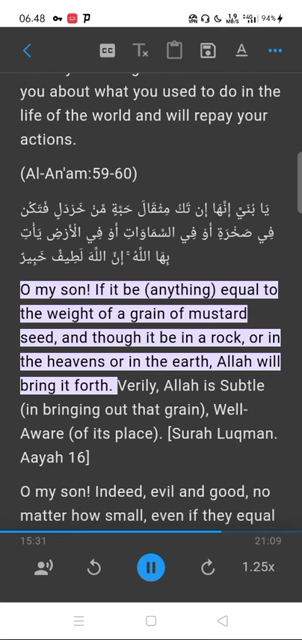 06.48
1,9 MB/S
94%
CC
A
you about what you used to do in the
life of the world and will repay your
actions.
(Al-An'am:59-60)
يَا بُنَيَّ إِنَّهَا إِن تَكُ مِثْقَالَ حَبَّةٍ مِّنْ خَرْدَلٍ فَتَكُن
فِي صَخْرَةٍ أَوْ فِي السَّمَاوَاتِ أَوْ فِي الْأَرْضِ يَأْتِ
بِهَا اللَّهُ ۚ إِنَّ اللَّهَ لَطِيفٌ خَبِيرٌ
O my son! If it be (anything) equal to
the weight of a grain of mustard
seed, and though it be in a rock, or in
the heavens or in the earth, Allah will
bring it forth. Verily, Allah is Subtle
(in bringing out that grain), Well-
Aware (of its place). [Surah Luqman.
Aayah 16]
O my son! Indeed, evil and good, no
matter how small, even if they equal
15:31
21:09
1.25x